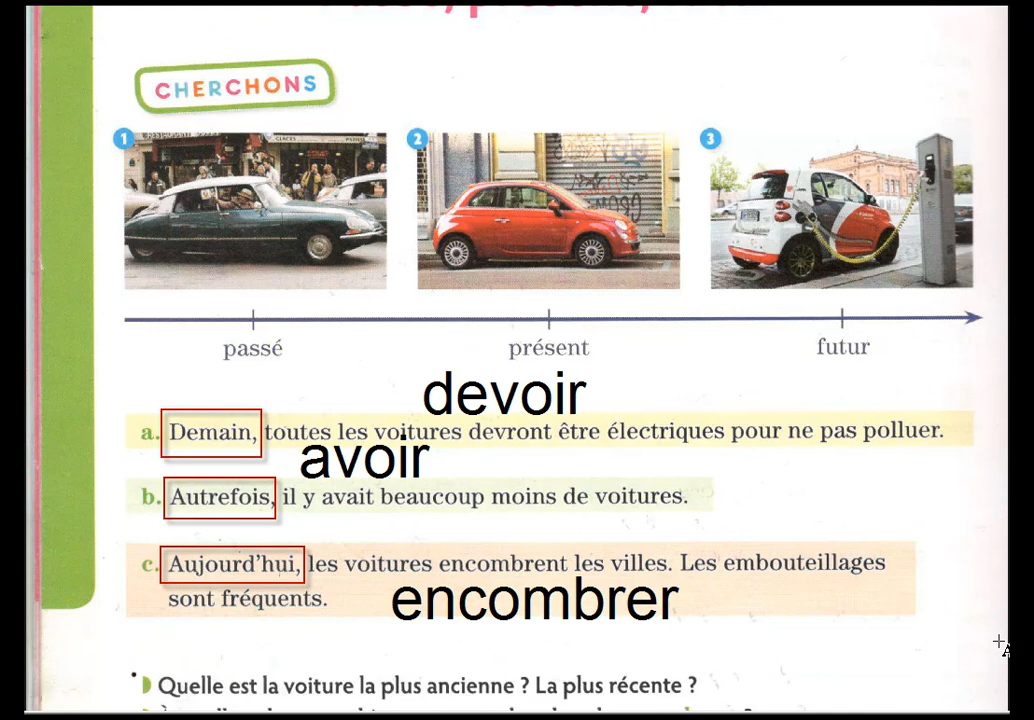 CHERCHONS
1 2 3
passé présent futur
devoir
a. Demain, toutes les voitures devront être électriques pour ne pas polluer.
avoir
b. Autrefois, il y avait beaucoup moins de voitures.
c. Aujourd'hui, les voitures encombrent les villes. Les embouteillages
sont fréquents.
encombrer
Quelle est la voiture la plus ancienne ? La plus récente ?